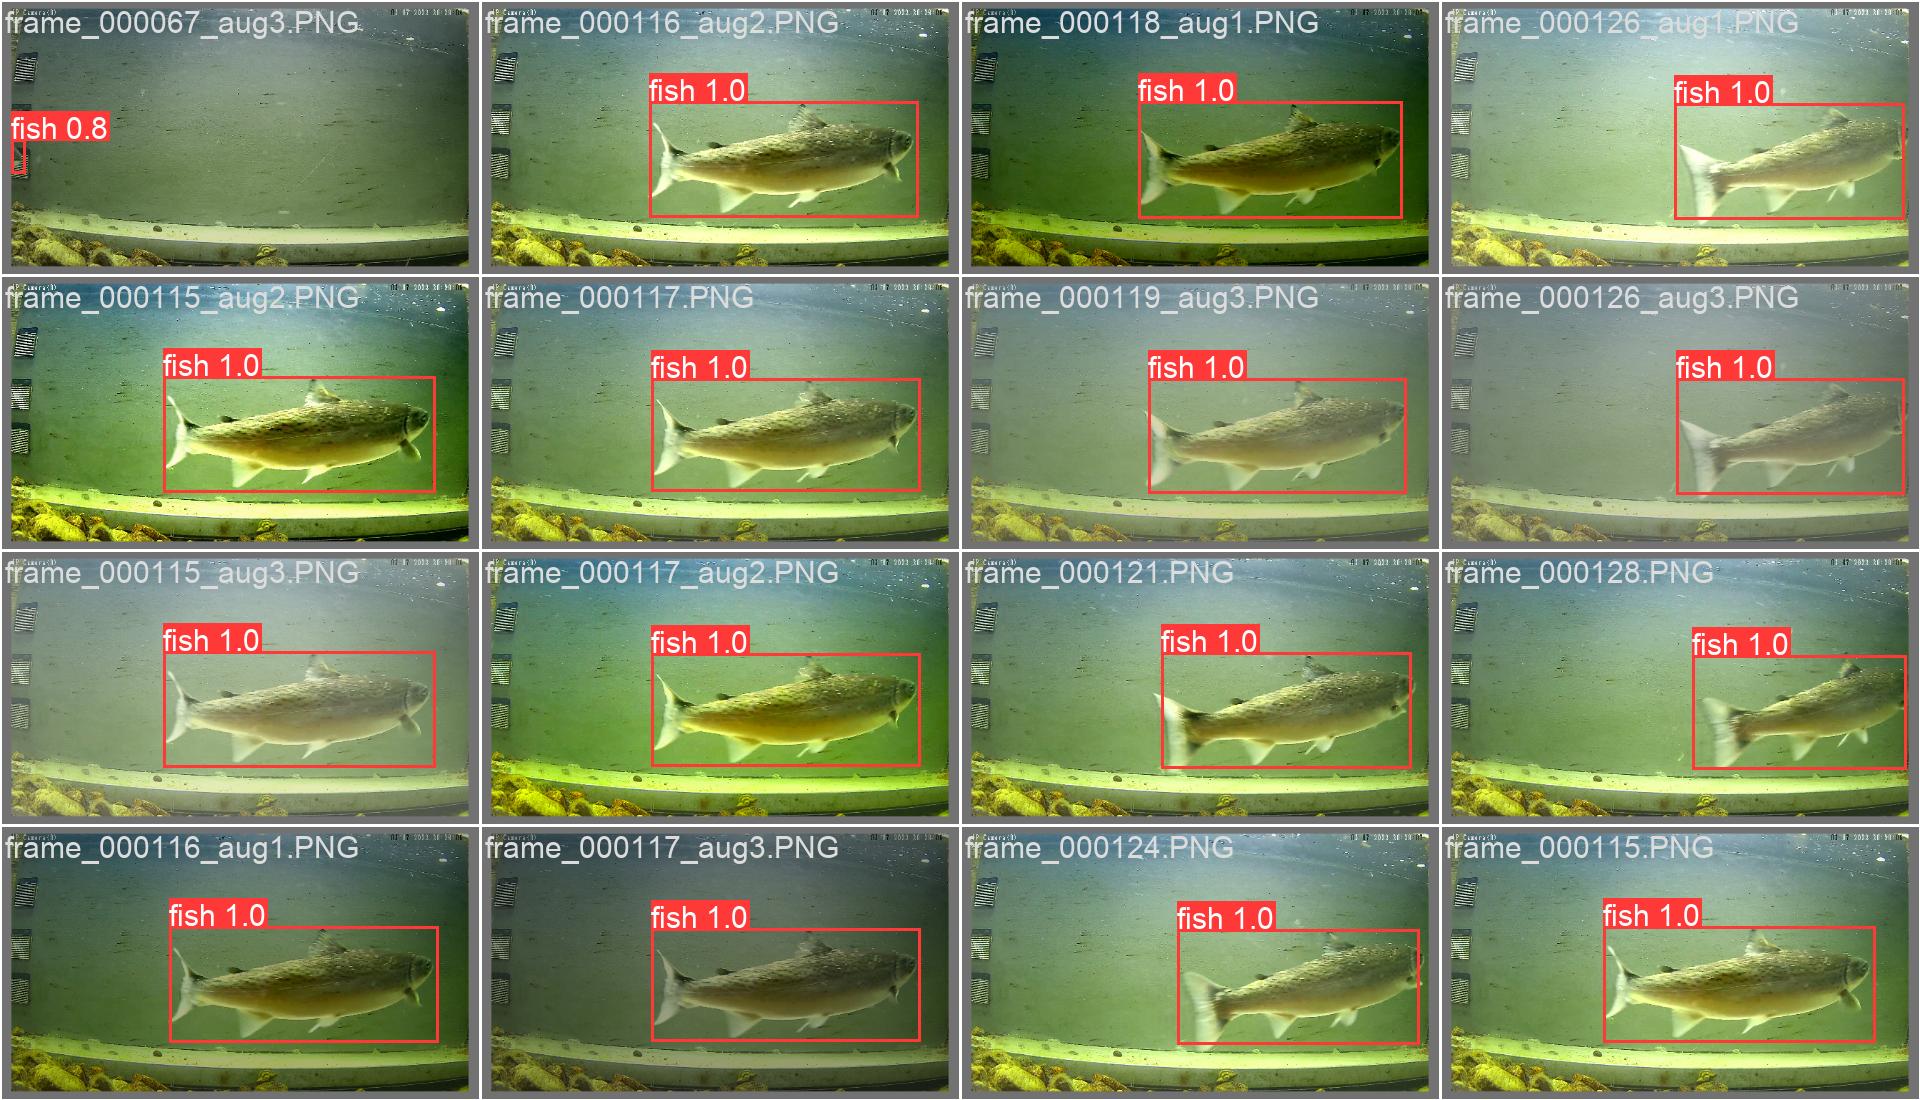 frame_000067_aug3.PNG
fish 0.8
frame_000116_aug2.PNG
fish 1.0
frame_000118_aug1.PNG
fish 1.0
frame_000126_aug1.PNG
fish 1.0
frame_000115_aug2.PNG
fish 1.0
frame_000117.PNG
fish 1.0
frame_000119_aug3.PNG
fish 1.0
frame_000126_aug3.PNG
fish 1.0
frame_000115_aug3.PNG
fish 1.0
frame_000117_aug2.PNG
fish 1.0
frame_000121.PNG
fish 1.0
frame_000128.PNG
fish 1.0
frame_000116_aug1.PNG
fish 1.0
frame_000117_aug3.PNG
fish 1.0
frame_000124.PNG
fish 1.0
frame_000115.PNG
fish 1.0